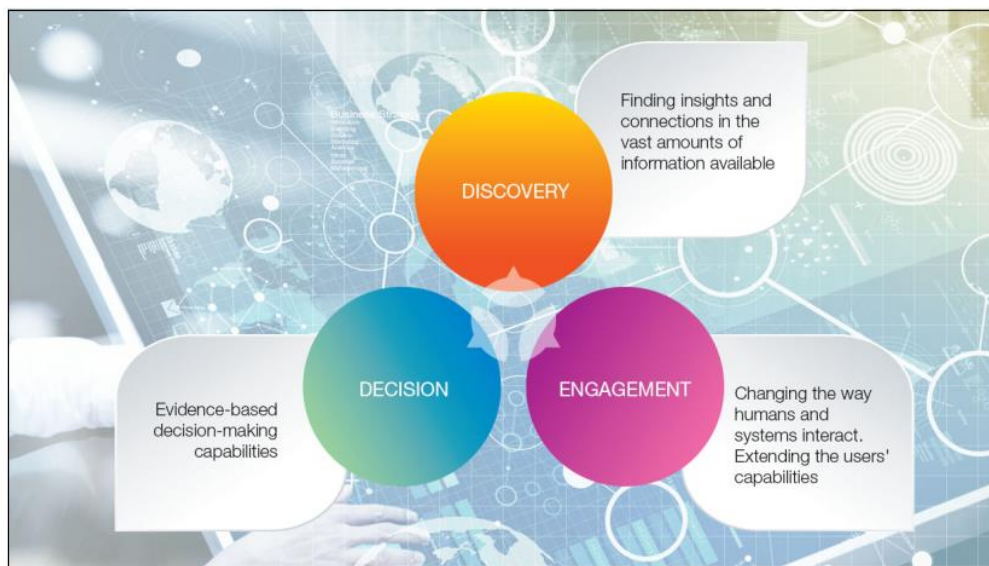 Finding insights and
connections in the
vast amounts of
information available
DISCOVERY
DECISION
ENGAGEMENT
Evidence-based
decision-making
capabilities
Changing the way
humans and
systems interact.
Extending the users'
capabilities